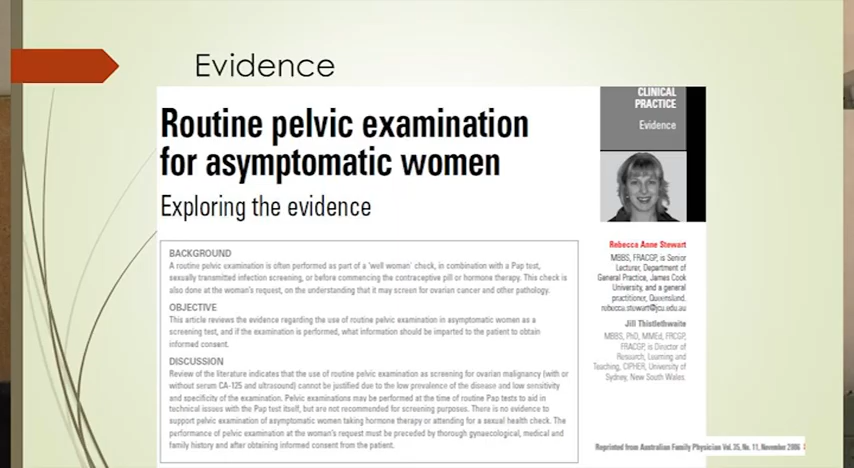 Evidence
Routine pelvic examination
for asymptomatic women
Exploring the evidence
BACKGROUND
A routine pelvic examination is often performed as part of a 'well woman' check, in combination with a Pap test,
sexually transmitted infection screening, or before commencing the contraceptive pill or hormone therapy. This check is
also done at the woman's request, on the understanding that it may screen for ovarian cancer and other pathology.
OBJECTIVE
This article reviews the evidence regarding the use of routine pelvic examination in asymptomatic women as a
screening test, and if the examination is performed, what information should be imparted to the patient to obtain
informed consent.
DISCUSSION
Review of the literature indicates that the use of routine pelvic examination as screening for ovarian malignancy (with or
without serum CA-125 and ultrasound) cannot be justified due to the low prevalence of the disease and low sensitivity
and specificity of the examination. Pelvic examinations may be performed at the time of routine Pap tests to aid in
technical issues with the Pap test itself, but are not recommended for screening purposes. There is no evidence to
support pelvic examination of asymptomatic women taking hormone therapy or attending for a sexual health check. The
performance of pelvic examination at the woman's request must be preceded by thorough gynaecological, medical and
family history and after obtaining informed consent from the patient.
CLINICAL
PRACTICE
Evidence
Rebecca Anne Stewart
MBBS, FRACGP, is Senior
Lecturer, Department of
General Practice, James Cook
University, and a general
practitioner, Queensland.
rebecca.stewart@jcu.edu.au
Jill Thistlethwaite
MBBS, PhD, MMEd, FRCGP,
FRACGP, is Director of
Research, Learning and
Teaching, CIPHER, University of
Sydney, New South Wales.
Reprinted from Australian Family Physician Vol. 35, No. 11, November 2006